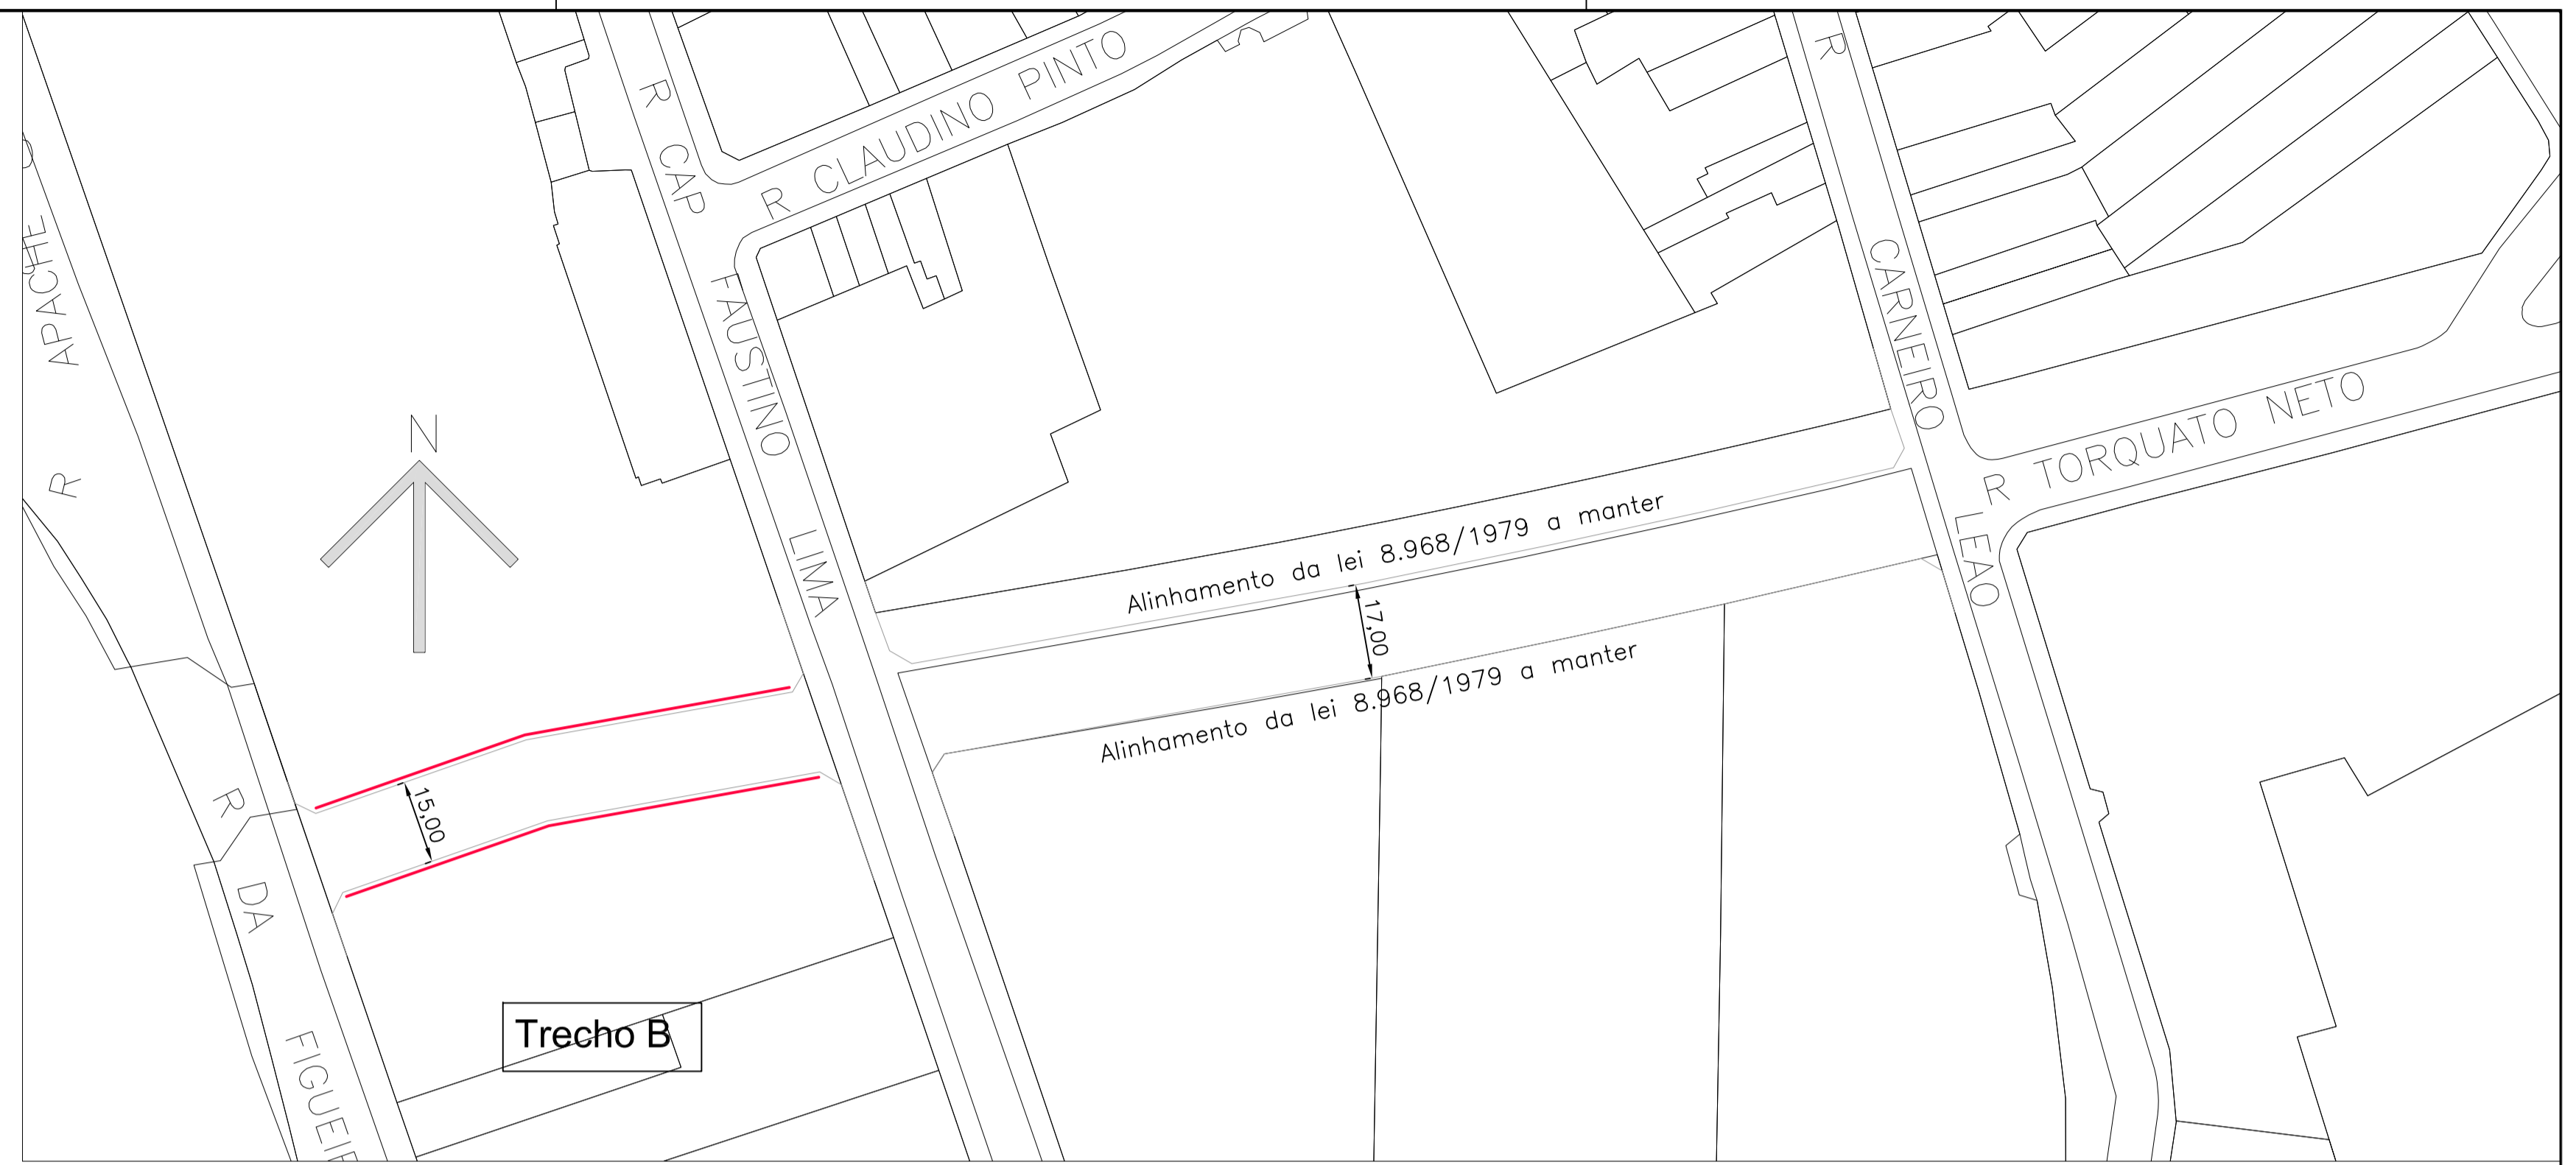 R CLAUDINO PINTO
R CAP FAUSTINO LIMA
R CARNEIRO LEAO
R APACHE
N
R TORQUATO NETO
Alinhamento da lei 8.968/1979 a manter
17,00
Alinhamento da lei 8.968/1979 a manter
15,00
R DA
Trecho B